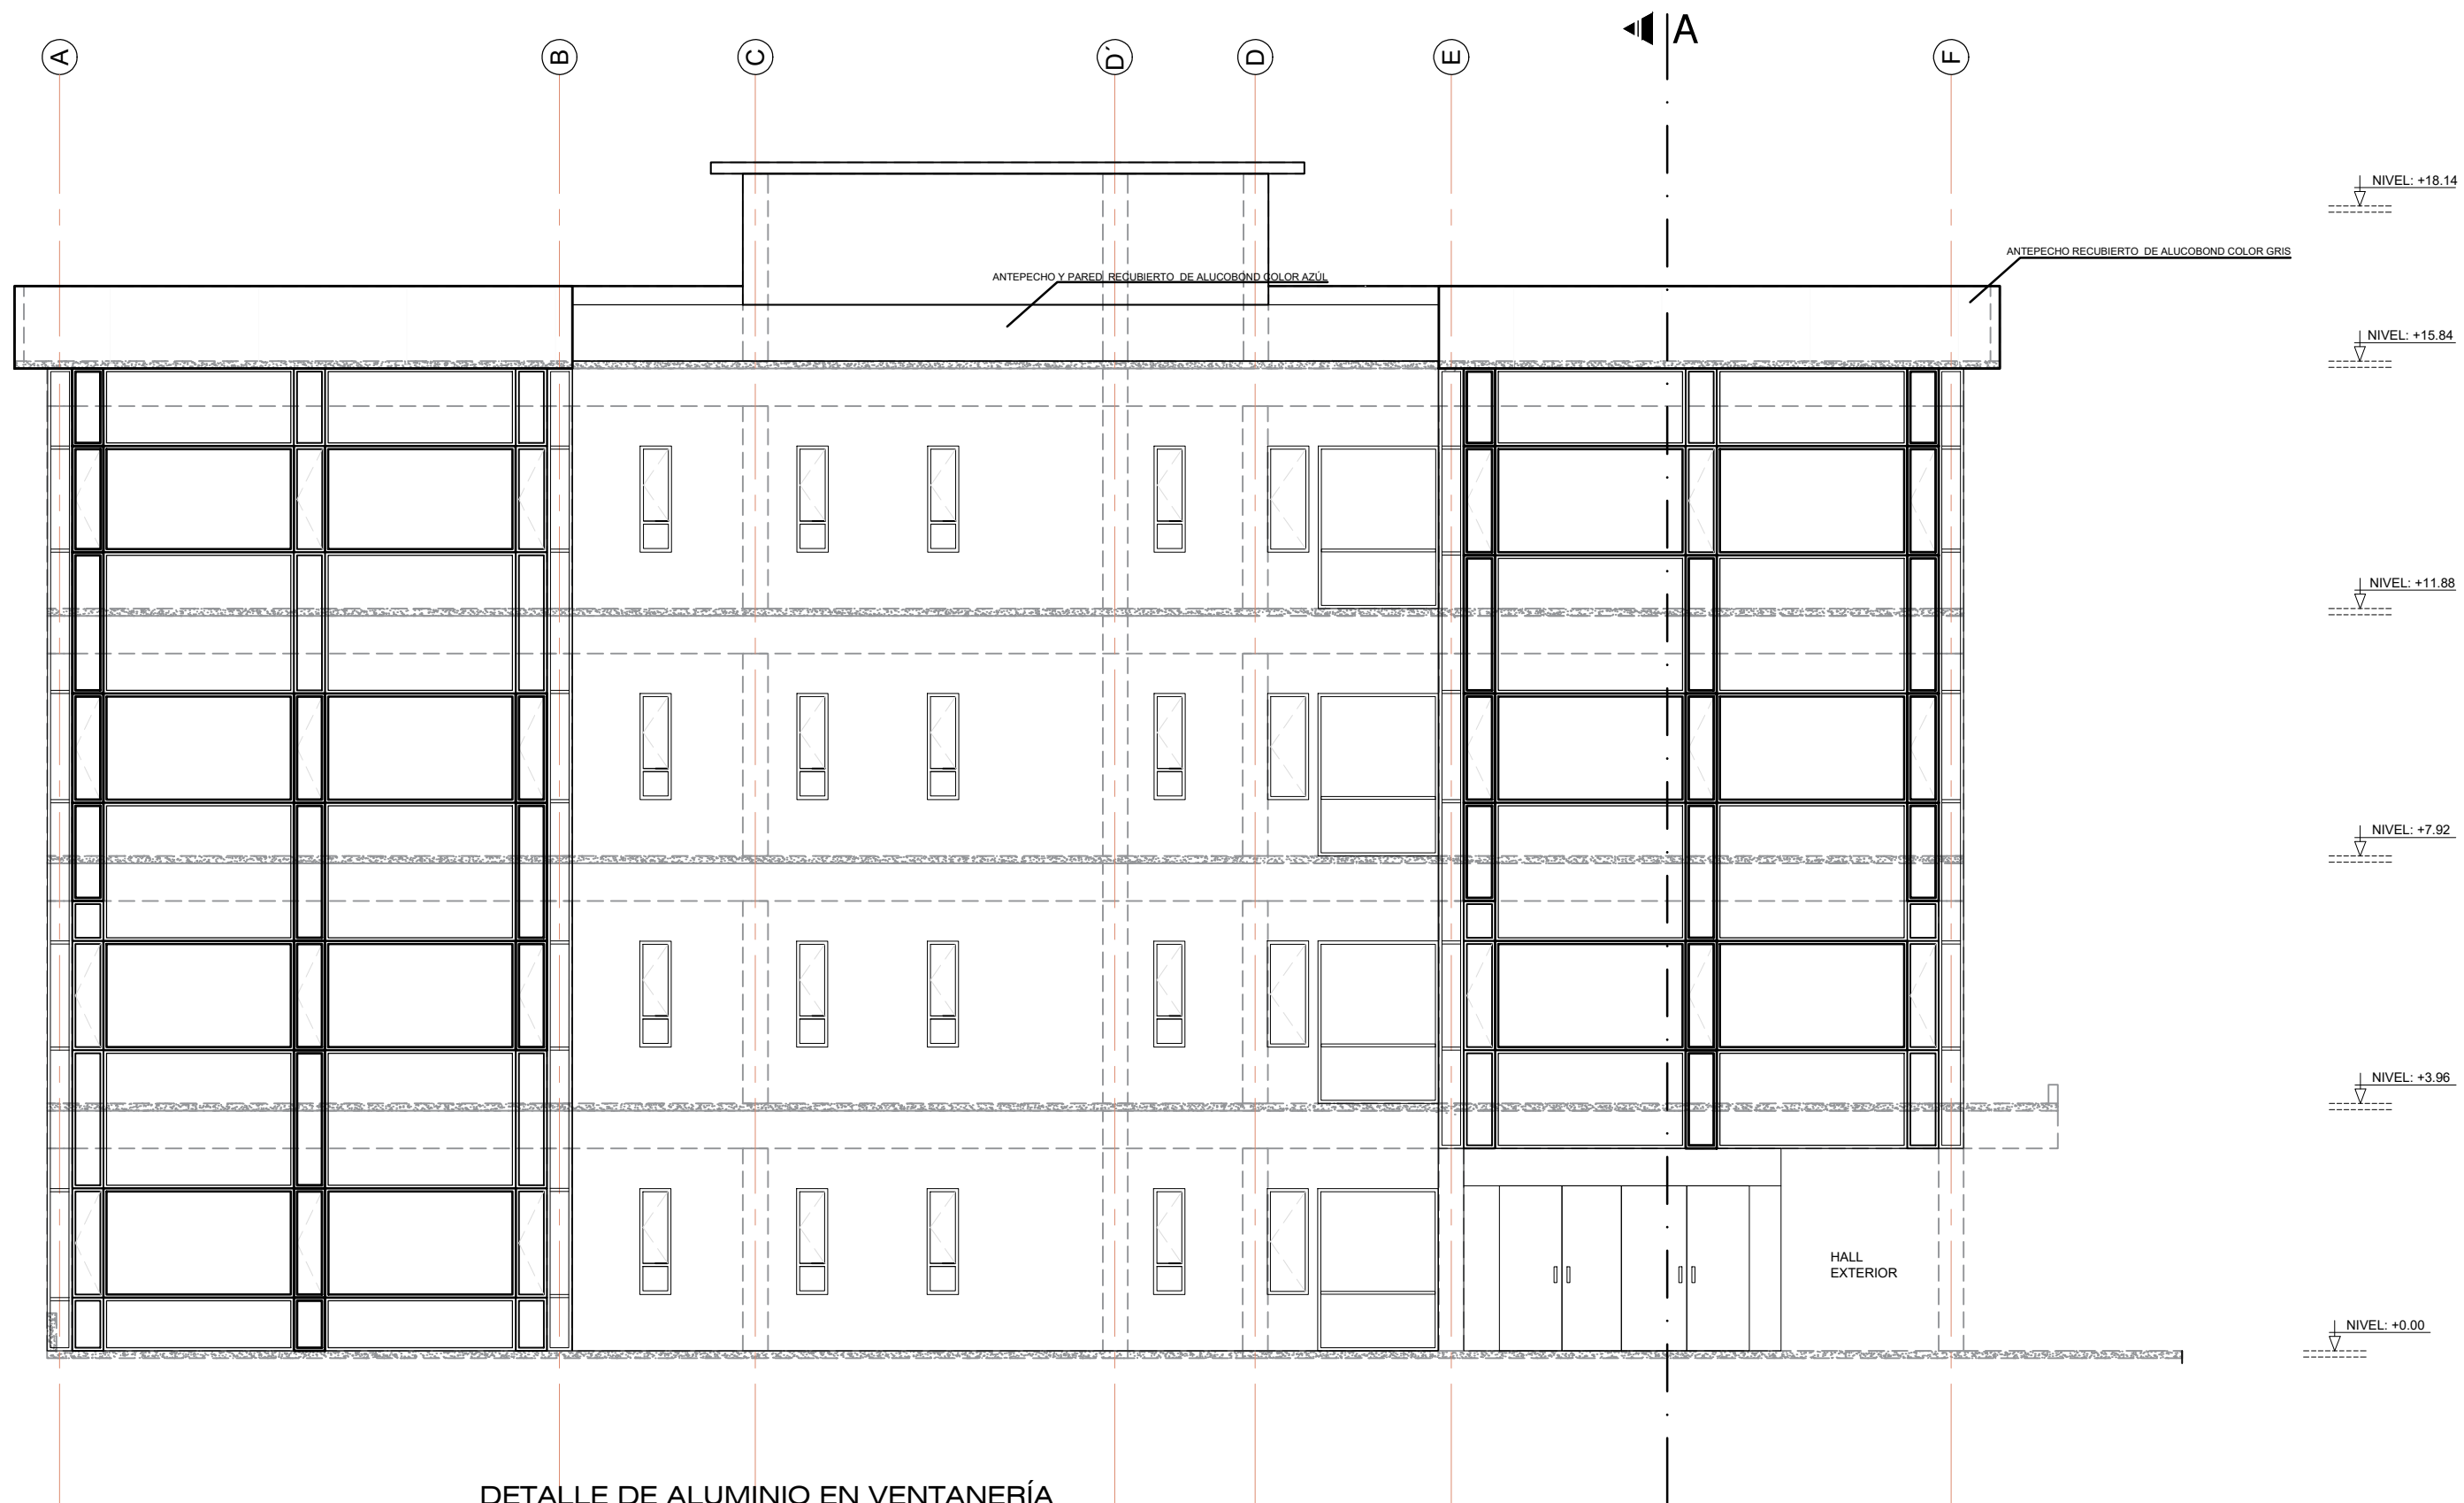 A
B
C
D´
D
E
A
F
NIVEL: +18.14
ANTEPECHO RECUBIERTO DE ALUCOBOND COLOR GRIS
ANTEPECHO Y PARED RECUBIERTO DE ALUCOBOND COLOR AZÚL
NIVEL: +15.84
NIVEL: +11.88
NIVEL: +7.92
NIVEL: +3.96
HALL
EXTERIOR
NIVEL: +0.00
DETALLE DE ALUMINIO EN VENTANERÍA